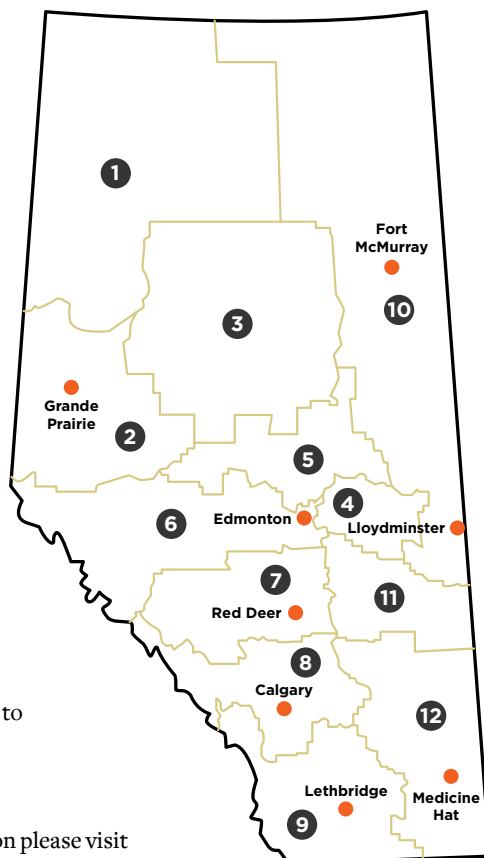 1
Fort
McMurray
10
3
Grande
Prairie
2
5
4
6
Edmonton
Lloydminster
7
11
Red Deer
8
Calgary
12
to
Lethbridge
Medicine
Hat
9
on please visit